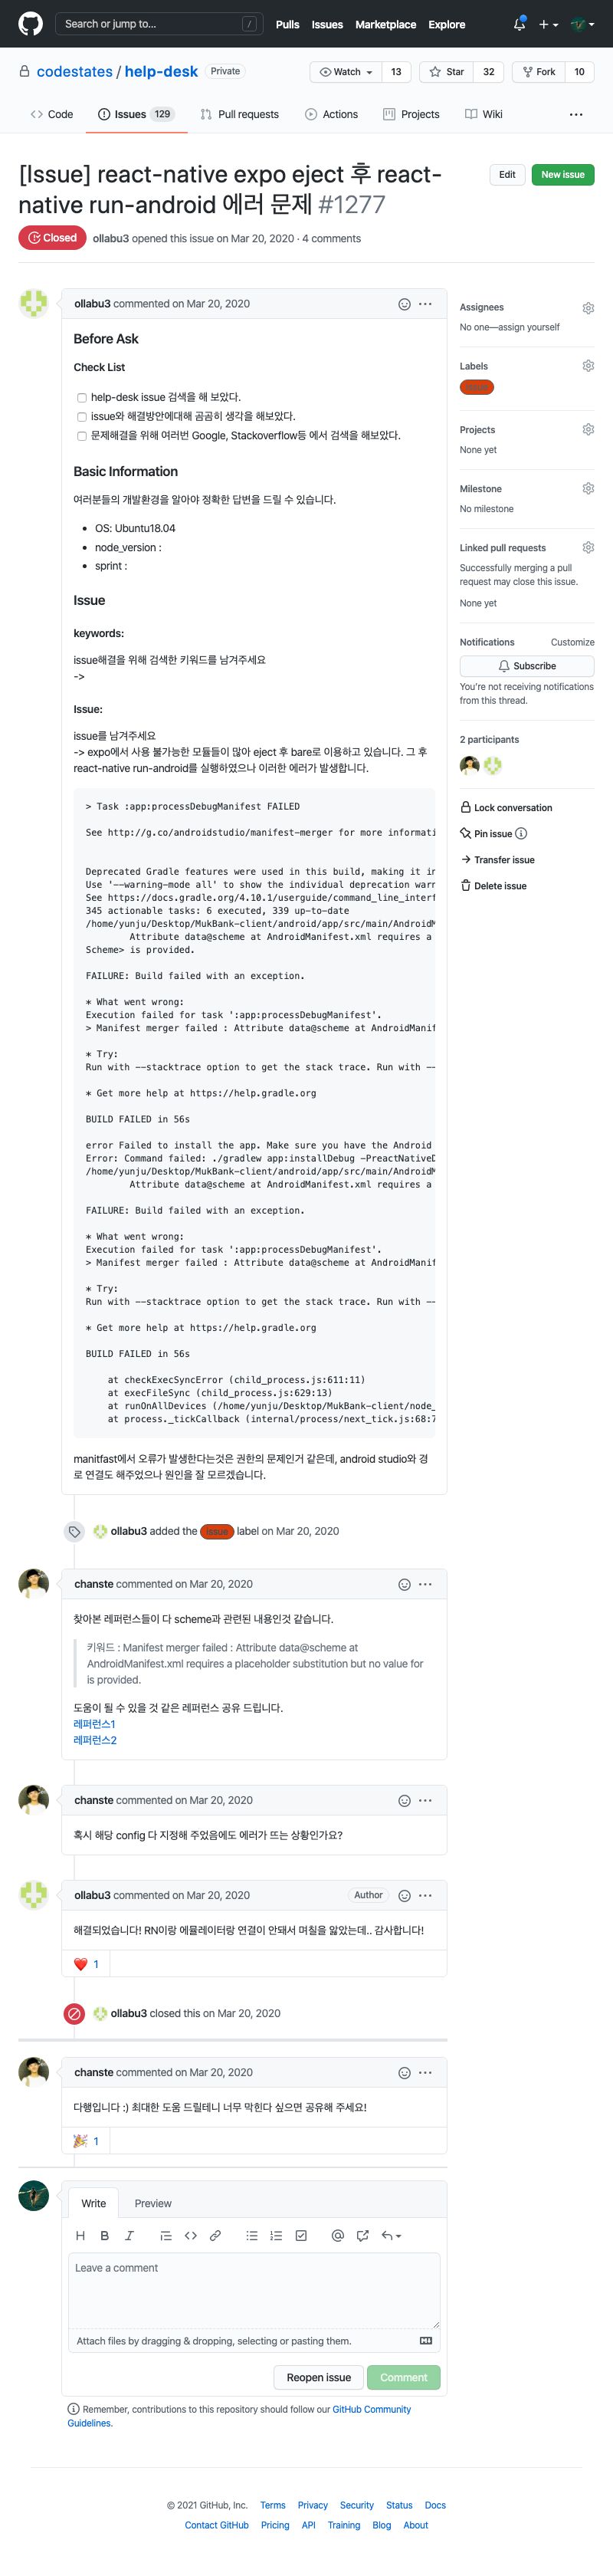 Search or jump to... /
Pulls Issues Marketplace Explore
codestates / help-desk Private
Watch 13 Star 32 Fork 10
Code Issues 129 Pull requests Actions Projects Wiki ...
[Issue] react-native expo eject 후 react-
native run-android 에러 문제 #1277
Edit New issue
Closed ollabu3 opened this issue on Mar 20, 2020 · 4 comments
ollabu3 commented on Mar 20, 2020
Before Ask
Check List
help-desk issue 검색을 해 보았다.
issue와 해결방안에대해 곰곰히 생각을 해보았다.
문제해결을 위해 여러번 Google, Stackoverflow등 에서 검색을 해보았다.
Basic Information
여러분들의 개발환경을 알아야 정확한 답변을 드릴 수 있습니다.
• OS: Ubuntu18.04
• node_version :
• sprint :
Issue
keywords:
issue해결을 위해 검색한 키워드를 남겨주세요
->
Issue:
issue를 남겨주세요
-> expo에서 사용 불가능한 모듈들이 많아 eject 후 bare로 이용하고 있습니다. 그 후
react-native run-android를 실행하였으나 이러한 에러가 발생합니다.
> Task :app:processDebugManifest FAILED
See http://g.co/androidstudio/manifest-merger for more informati
Deprecated Gradle features were used in this build, making it in
Use '--warning-mode all' to show the individual deprecation warn
See https://docs.gradle.org/4.10.1/userguide/command_line_interf
345 actionable tasks: 6 executed, 339 up-to-date
/home/yunju/Desktop/MukBank-client/android/app/src/main/AndroidM
Attribute data@scheme at AndroidManifest.xml requires a
Scheme> is provided.
FAILURE: Build failed with an exception.
* What went wrong:
Execution failed for task ':app:processDebugManifest'.
> Manifest merger failed : Attribute data@scheme at AndroidManif
* Try:
Run with --stacktrace option to get the stack trace. Run with --
* Get more help at https://help.gradle.org
BUILD FAILED in 56s
error Failed to install the app. Make sure you have the Android
Error: Command failed: ./gradlew app:installDebug -PreactNativeD
/home/yunju/Desktop/MukBank-client/android/app/src/main/AndroidM
Attribute data@scheme at AndroidManifest.xml requires a
FAILURE: Build failed with an exception.
* What went wrong:
Execution failed for task ':app:processDebugManifest'.
> Manifest merger failed : Attribute data@scheme at AndroidManif
* Try:
Run with --stacktrace option to get the stack trace. Run with --
* Get more help at https://help.gradle.org
BUILD FAILED in 56s
at checkExecSyncError (child_process.js:611:11)
at execFileSync (child_process.js:629:13)
at runOnAllDevices (/home/yunju/Desktop/MukBank-client/node_
at process._tickCallback (internal/process/next_tick.js:68:7
manitfast에서 오류가 발생한다는것은 권한의 문제인거 같은데, android studio와 경
로 연결도 해주었으나 원인을 잘 모르겠습니다.
ollabu3 added the issue label on Mar 20, 2020
chanste commented on Mar 20, 2020
찾아본 레퍼런스들이 다 scheme과 관련된 내용인것 같습니다.
키워드 : Manifest merger failed : Attribute data@scheme at
AndroidManifest.xml requires a placeholder substitution but no value for
is provided.
도움이 될 수 있을 것 같은 레퍼런스 공유 드립니다.
레퍼런스1
레퍼런스2
chanste commented on Mar 20, 2020
혹시 해당 config 다 지정해 주었음에도 에러가 뜨는 상황인가요?
ollabu3 commented on Mar 20, 2020 Author
해결되었습니다! RN이랑 에뮬레이터랑 연결이 안돼서 며칠을 앓았는데.. 감사합니다!
❤️ 1
ollabu3 closed this on Mar 20, 2020
chanste commented on Mar 20, 2020
다행입니다 :) 최대한 도움 드릴테니 너무 막힌다 싶으면 공유해 주세요!
🎉 1
Write Preview
H B I
Leave a comment
Attach files by dragging & dropping, selecting or pasting them.
Reopen issue Comment
Remember, contributions to this repository should follow our GitHub Community
Guidelines.
Assignees
No one—assign yourself
Labels
issue
Projects
None yet
Milestone
No milestone
Linked pull requests
Successfully merging a pull
request may close this issue.
None yet
Notifications Customize
Subscribe
You're not receiving notifications
from this thread.
2 participants
Lock conversation
Pin issue
Transfer issue
Delete issue
© 2021 GitHub, Inc. Terms Privacy Security Status Docs
Contact GitHub Pricing API Training Blog About